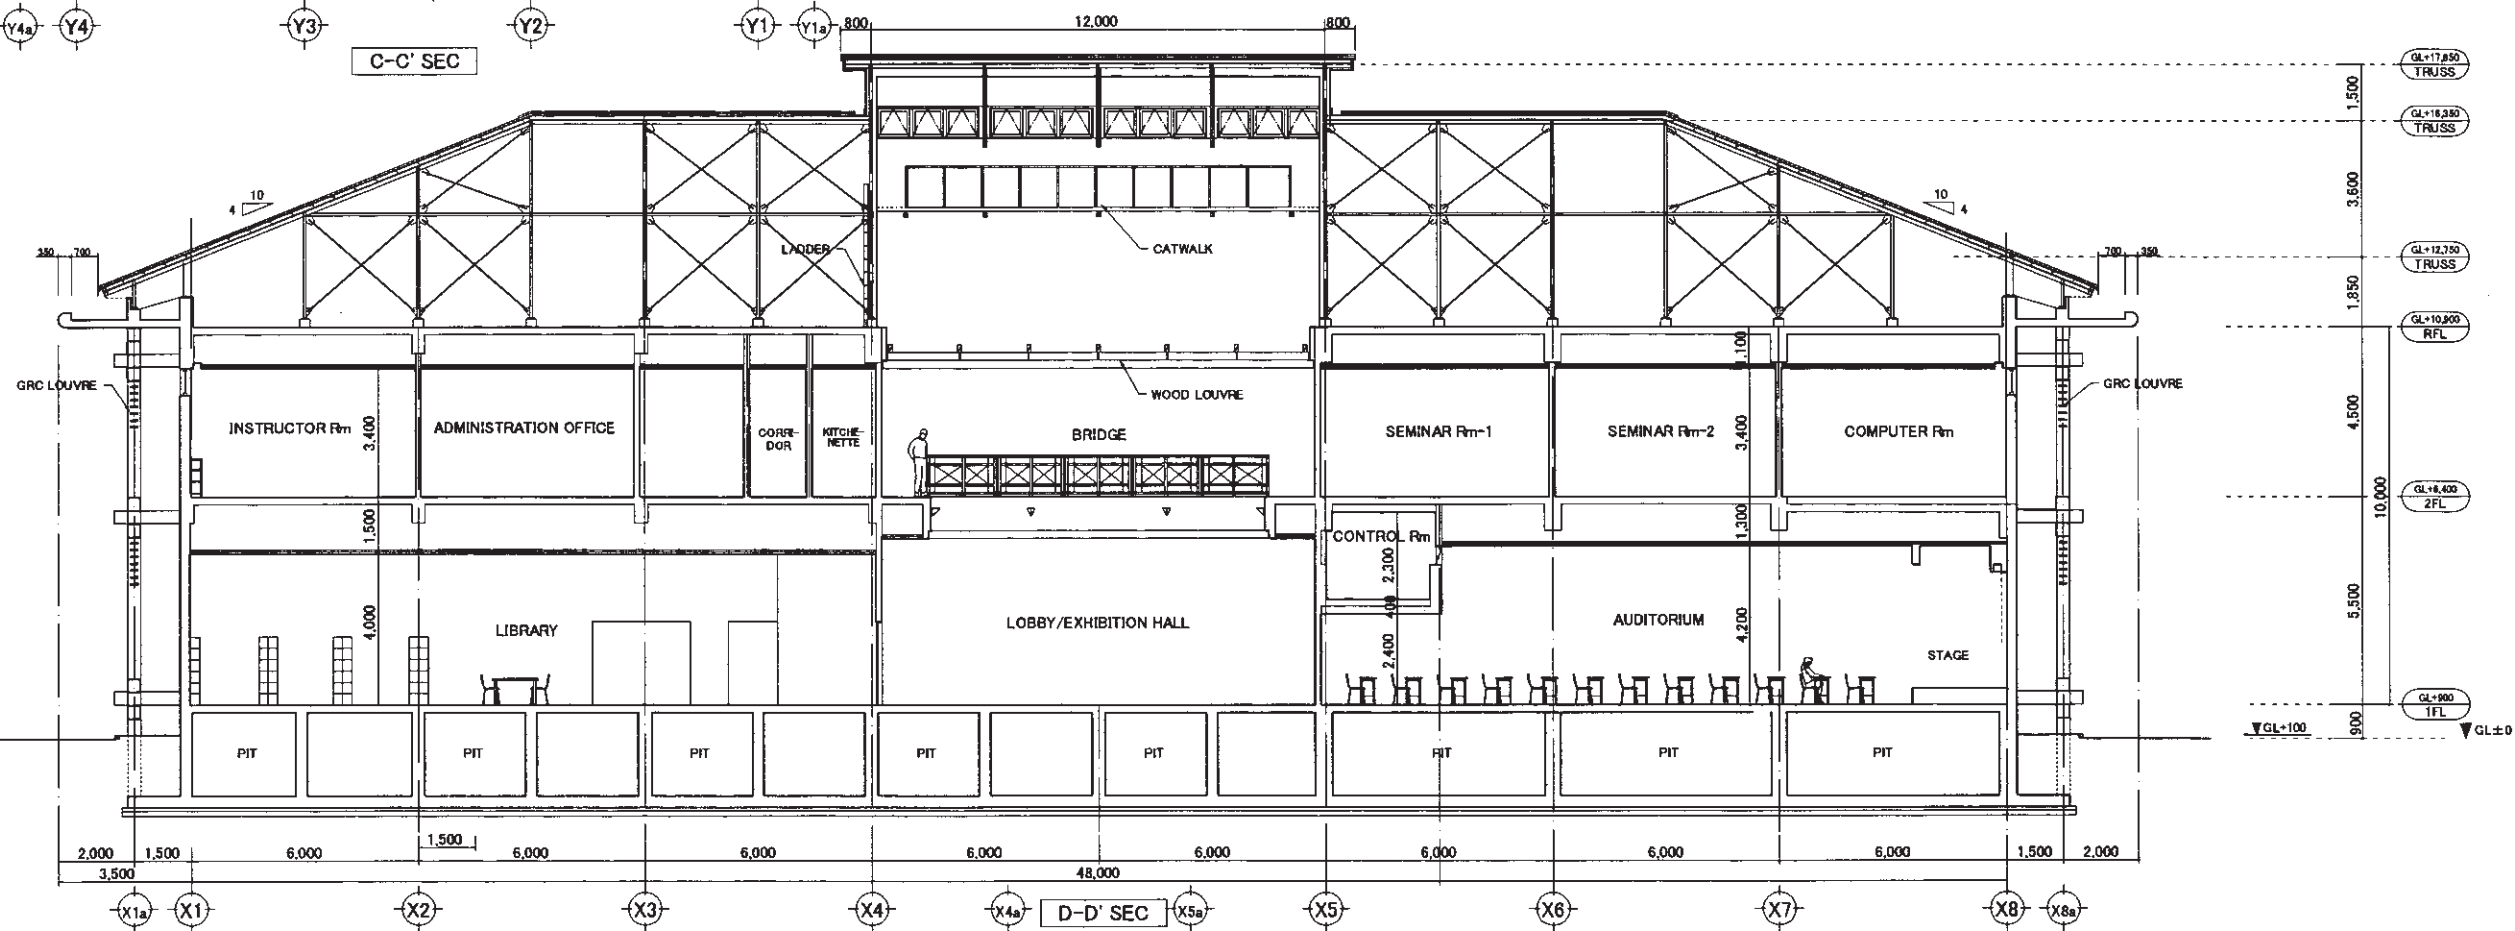 Y4a Y4 Y3 Y2 Y1 Y1a
C-C' SEC
800 12,000 800
GL+17,850
TRUSS
1,500
GL+16,350
TRUSS
3,600
10
4
10
4
LADDER
CATWALK
350 700
700 350
GL+12,750
TRUSS
1,850
GL+10,900
RFL
1,100
WOOD LOUVRE
GRC LOUVRE
GRC LOUVRE
INSTRUCTOR Rm
3,400
ADMINISTRATION OFFICE
CORRI-
DOR
KITCHE-
NETTE
BRIDGE
SEMINAR Rm-1
SEMINAR Rm-2
3,400
COMPUTER Rm
4,500
10,000
GL+6,400
2FL
1,500
CONTROL Rm
1,300
2,300
400
2,400
4,000
LIBRARY
LOBBY/EXHIBITION HALL
AUDITORIUM
4,200
STAGE
5,500
GL+900
1FL
900
GL+100
GL±0
PIT PIT PIT PIT PIT PIT PIT PIT
1,500
2,000 1,500 6,000 6,000 6,000 6,000 6,000 6,000 6,000 6,000 1,500 2,000
3,500 48,000
X1a X1 X2 X3 X4 X4a D-D' SEC X5a X5 X6 X7 X8 X8a